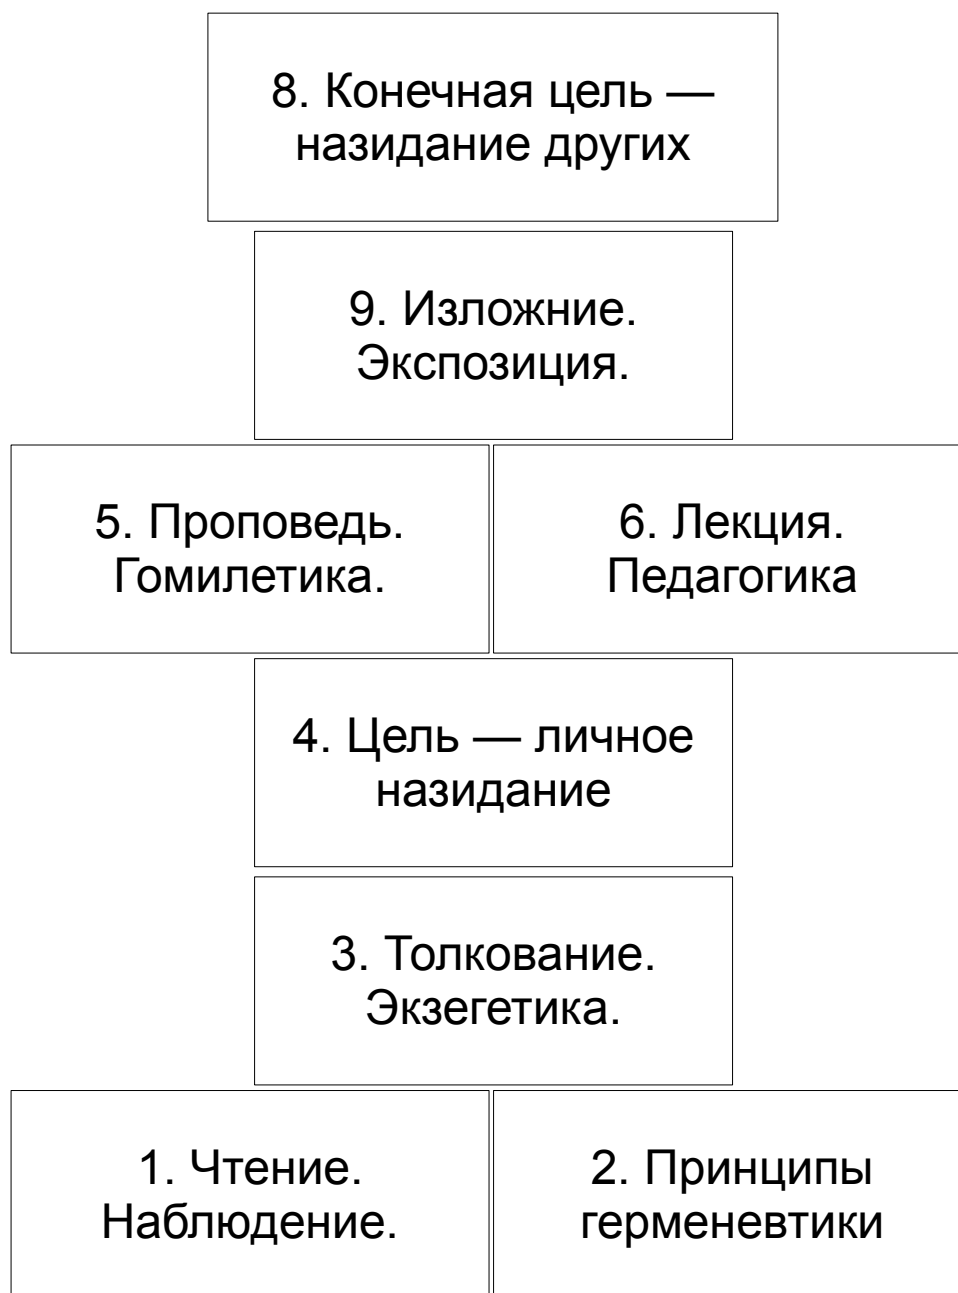 8. Конечная цель —
назидание других
9. Изложние.
Экспозиция.
5. Проповедь.
Гомилетика.
6. Лекция.
Педагогика
4. Цель — личное
назидание
3. Толкование.
Экзегетика.
1. Чтение.
Наблюдение.
2. Принципы
герменевтики